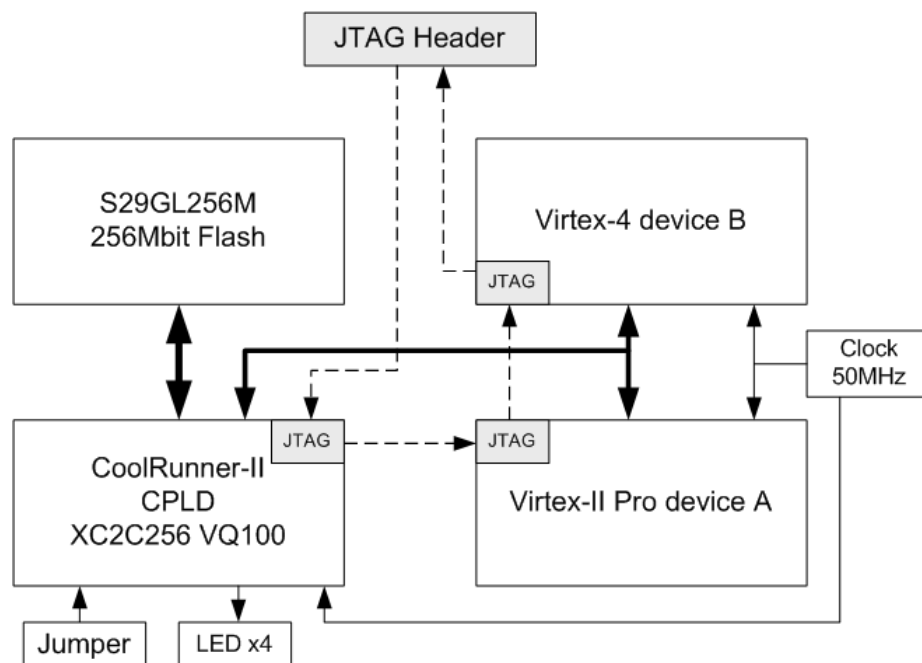 JTAG Header
S29GL256M
256Mbit Flash
Virtex-4 device B
JTAG
Clock
50MHz
JTAG
JTAG
CoolRunner-II
CPLD
XC2C256 VQ100
Virtex-II Pro device A
Jumper
LED x4